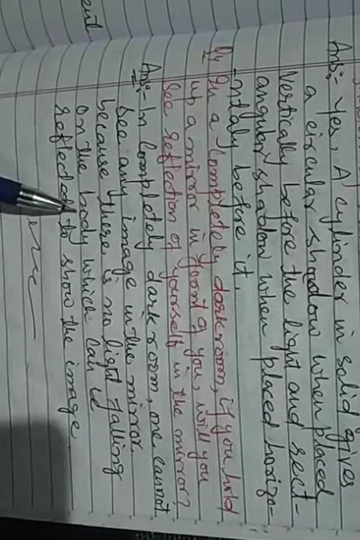 Ans:- Yes, A cylinder in solid gives
a circular shadow when placed
vertically before the light and rect-
angular shadow when placed horizo-
ntaly before it
Q In a completely dark room, if you hold
up a mirror in front of you, will you
see reflection of yourself in the mirror?
Ans:- In completely dark room, one cannot
see any image in the mirror
because there is no light falling
on the body which can be
reflected to show the image